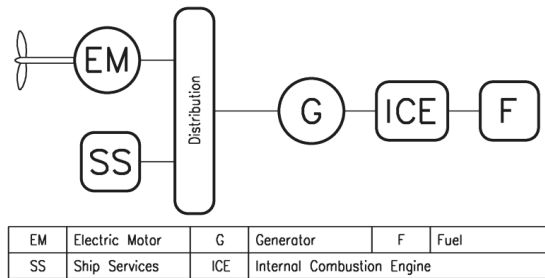 EM
Distribution
G
ICE
F
SS
EM Electric Motor G Generator F Fuel
SS Ship Services ICE Internal Combustion Engine